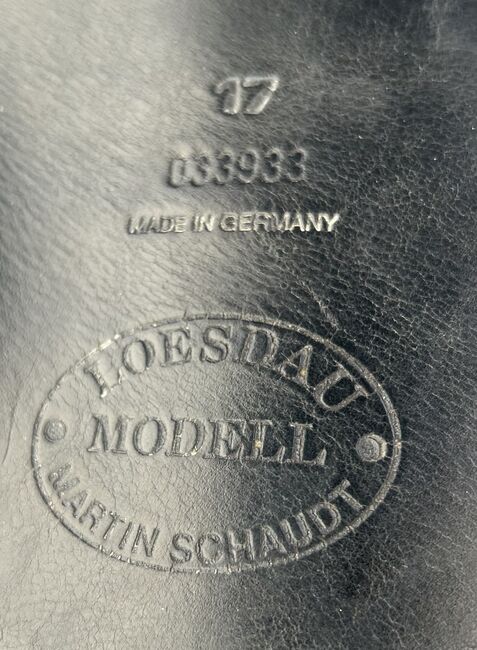 17
033933
MADE IN GERMANY
LOESDAU
MODELL
MARTIN SCHAUDT